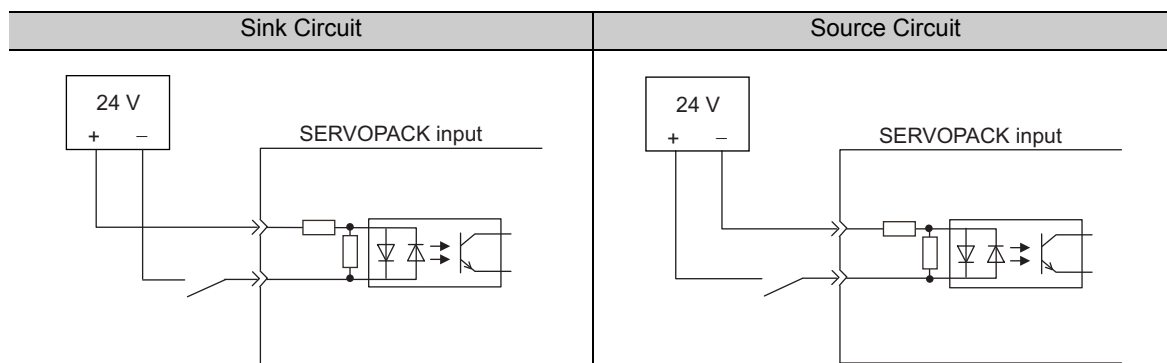 Sink Circuit
Source Circuit
24 V
+ −
SERVOPACK input
24 V
+ −
SERVOPACK input